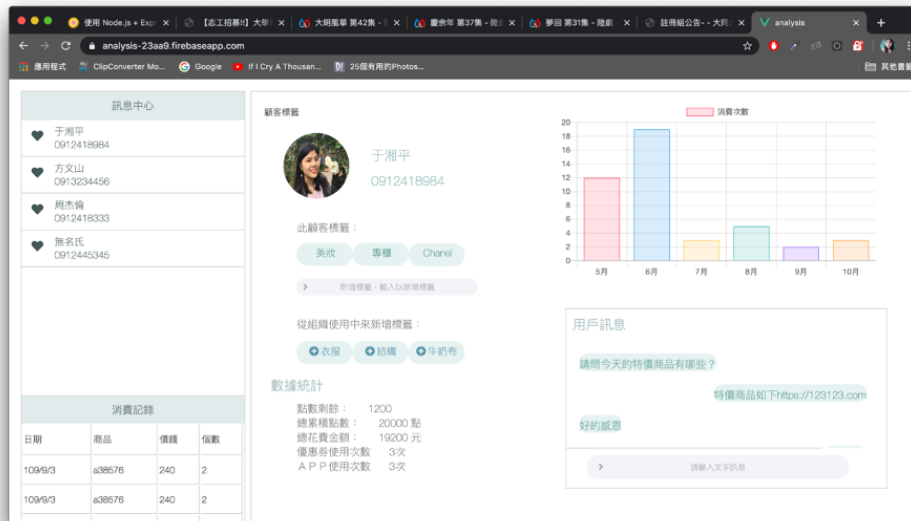 使用 Node.js + Exp
【志工招募!!】大學
大明風華 第42集 -
慶余年 第37集 - 陸
夢回 第31集 - 陸劇
註冊組公告- - 大同
analysis
analysis-23aa9.firebaseapp.com
應用程式
ClipConverter Mo...
Google
If I Cry A Thousan...
25個有用的Photos...
其他書籤
訊息中心
于湘平
0912418984
方文山
0913234456
周杰倫
0912418333
無名氏
0912445345
消費記錄
日期 商品 價錢 個數
109/9/3 a38576 240 2
109/9/3 a38576 240 2
顧客標籤
于湘平
0912418984
此顧客標籤：
美妝 專櫃 Chanel
新增標籤，輸入以新增標籤
從組織使用中來新增標籤：
衣服 紡織 牛奶布
數據統計
點數剩餘： 1200
總累積點數： 20000 點
總花費金額： 19200 元
優惠券使用次數 3次
ＡＰＰ使用次數 3次
消費次數
20
18
16
14
12
10
8
6
4
2
0
5月 6月 7月 8月 9月 10月
用戶訊息
請問今天的特價商品有哪些？
特價商品如下https://123123.com
好的感恩
請輸入文字訊息